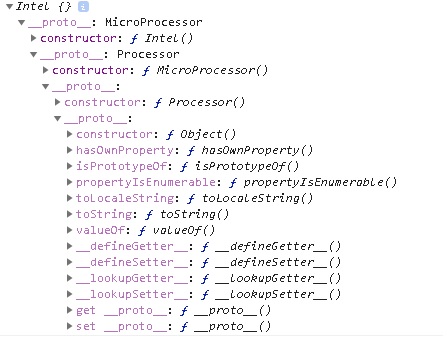 ▼ Intel {} i
▼ __proto__: MicroProcessor
▶ constructor: ƒ Intel()
▼ __proto__: Processor
▶ constructor: ƒ MicroProcessor()
▼ __proto__:
▶ constructor: ƒ Processor()
▼ __proto__:
▶ constructor: ƒ Object()
▶ hasOwnProperty: ƒ hasOwnProperty()
▶ isPrototypeOf: ƒ isPrototypeOf()
▶ propertyIsEnumerable: ƒ propertyIsEnumerable()
▶ toLocaleString: ƒ toLocaleString()
▶ toString: ƒ toString()
▶ valueOf: ƒ valueOf()
▶ __defineGetter__: ƒ __defineGetter__()
▶ __defineSetter__: ƒ __defineSetter__()
▶ __lookupGetter__: ƒ __lookupGetter__()
▶ __lookupSetter__: ƒ __lookupSetter__()
▶ get __proto__: ƒ __proto__()
▶ set __proto__: ƒ __proto__()